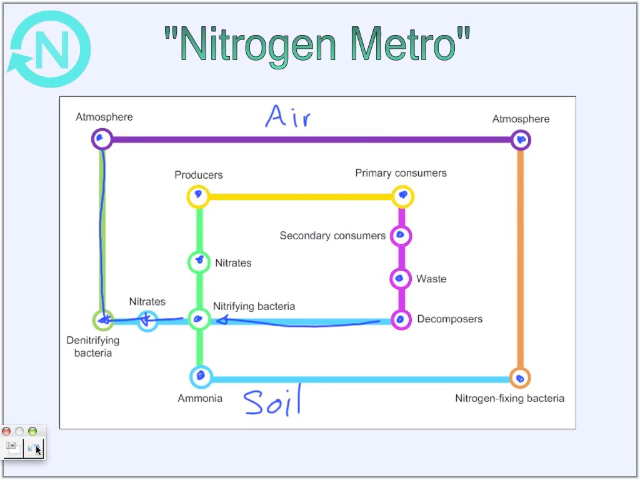 N
"Nitrogen Metro"
Air
Atmosphere
Atmosphere
Producers
Primary consumers
Secondary consumers
Nitrates
Waste
Nitrates
Nitrifying bacteria
Decomposers
Denitrifying
bacteria
Ammonia
Soil
Nitrogen-fixing bacteria